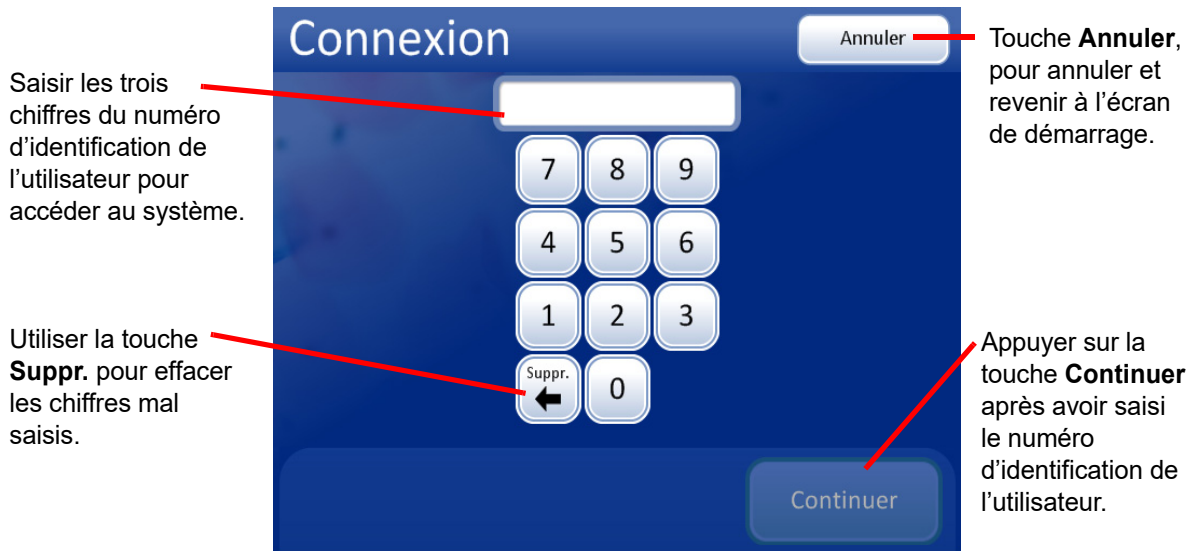 Connexion
Annuler
Touche Annuler,
pour annuler et
revenir à l’écran
de démarrage.
Saisir les trois
chiffres du numéro
d’identification de
l’utilisateur pour
accéder au système.
7 8 9
4 5 6
1 2 3
Suppr.
0
Utiliser la touche
Suppr. pour effacer
les chiffres mal
saisis.
Appuyer sur la
touche Continuer
après avoir saisi
le numéro
d’identification de
l’utilisateur.
Continuer